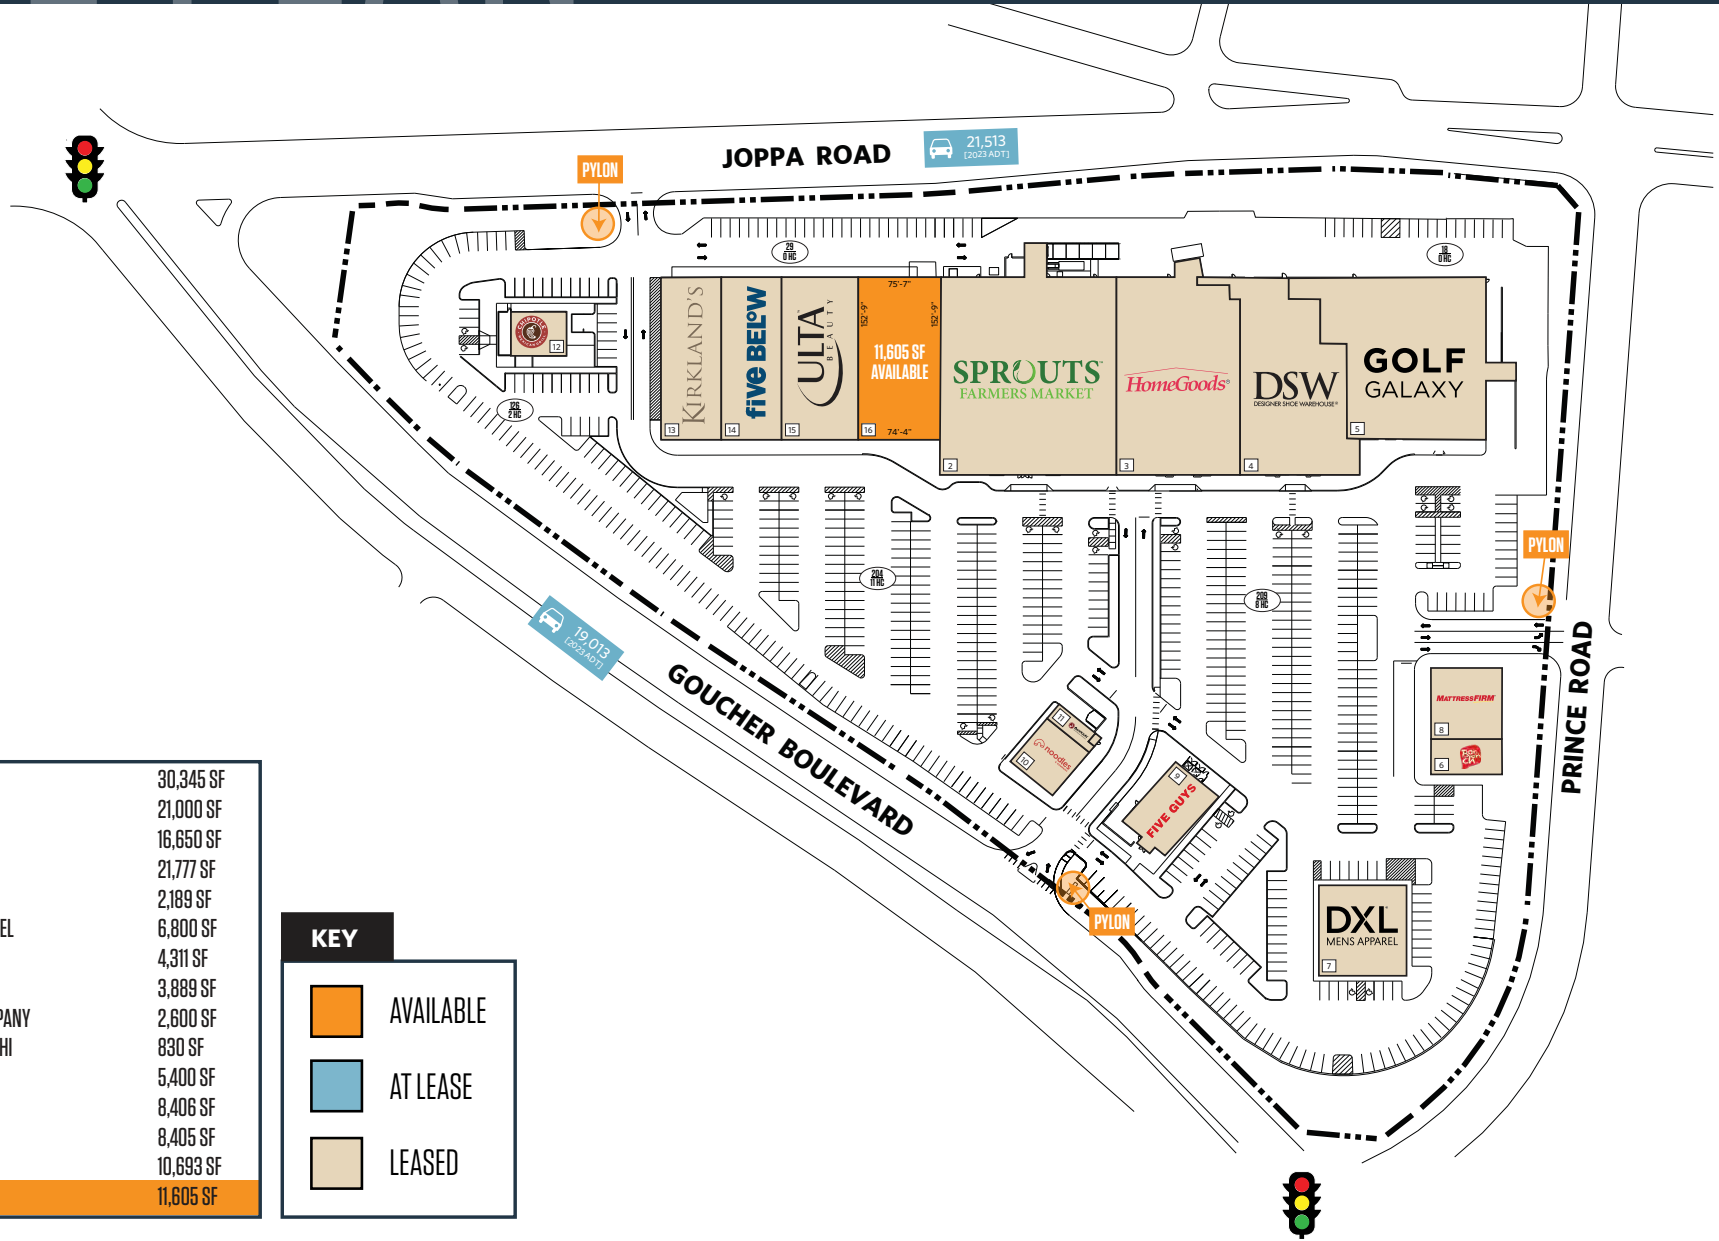 JOPPA ROAD
21,513
[2023 ADT]
PYLON
29
0 HC
18
0 HC
CHIPOTLE
12
126
2 HC
KIRKLAND'S
13
five BEL°W
14
ULTA
BEAUTY
15
75'-7"
152'-9"
152'-9"
11,605 SF
AVAILABLE
16
74'-4"
SPROUTS
FARMERS MARKET
2
HomeGoods®
3
DSW
DESIGNER SHOE WAREHOUSE®
4
GOLF
GALAXY
5
204
11 HC
209
8 HC
PYLON
PRINCE ROAD
MATTRESSFIRM
8
6
19,013
[2023 ADT]
GOUCHER BOULEVARD
11
noodles
10
9
FIVE GUYS
PYLON
DXL
MENS APPAREL
7
30,345 SF
21,000 SF
16,650 SF
21,777 SF
2,189 SF
EL 6,800 SF
4,311 SF
3,889 SF
PANY 2,600 SF
HI 830 SF
5,400 SF
8,406 SF
8,405 SF
10,693 SF
11,605 SF
KEY
AVAILABLE
AT LEASE
LEASED